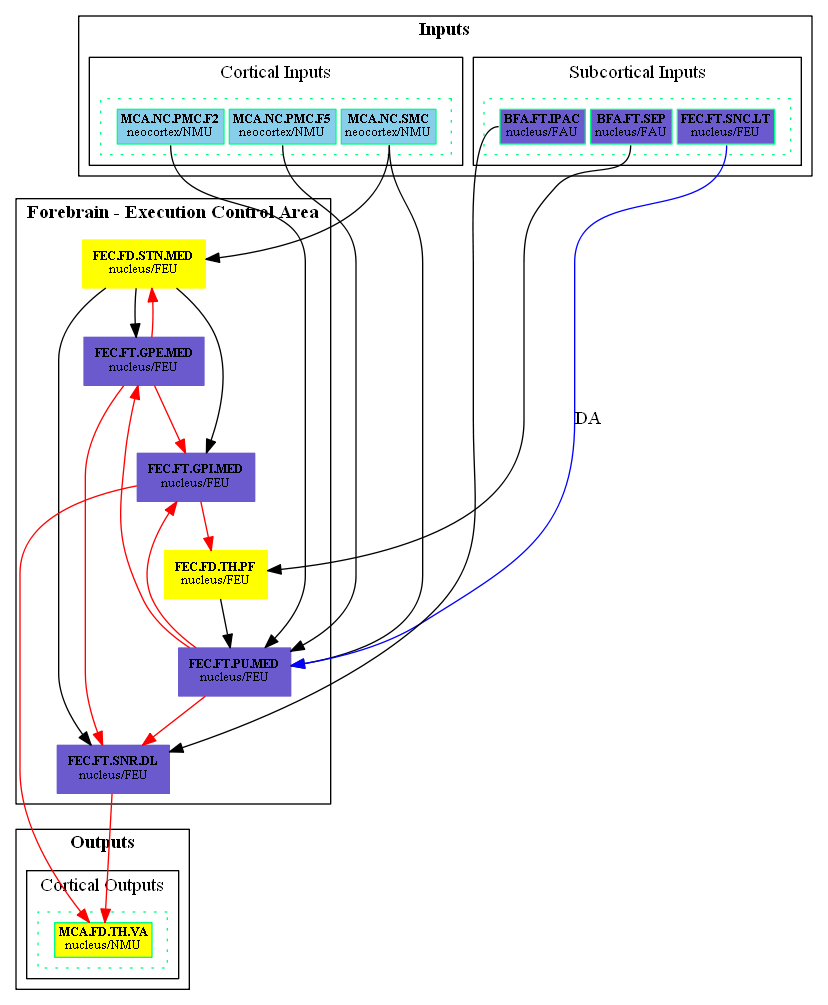 Inputs
Cortical Inputs
Subcortical Inputs
MCA.NC.PMC.F2
neocortex/NMU
MCA.NC.PMC.F5
neocortex/NMU
MCA.NC.SMC
neocortex/NMU
BFA.FT.IPAC
nucleus/FAU
BFA.FT.SEP
nucleus/FAU
FEC.FT.SNC.LT
nucleus/FEU
Forebrain - Execution Control Area
FEC.FD.STN.MED
nucleus/FEU
FEC.FT.GPE.MED
nucleus/FEU
DA
FEC.FT.GPI.MED
nucleus/FEU
FEC.FD.TH.PF
nucleus/FEU
FEC.FT.PU.MED
nucleus/FEU
FEC.FT.SNR.DL
nucleus/FEU
Outputs
Cortical Outputs
MCA.FD.TH.VA
nucleus/NMU